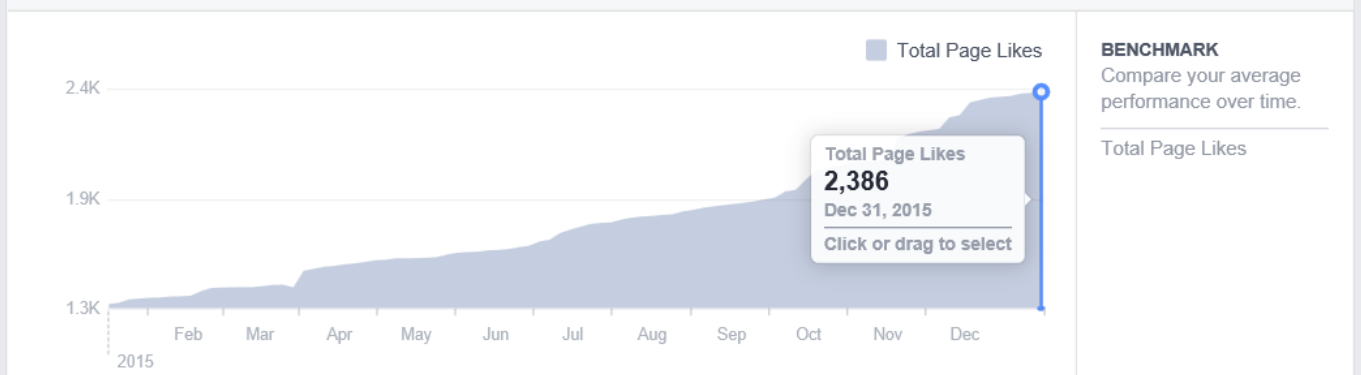 Total Page Likes
2.4K
1.9K
1.3K
Total Page Likes
2,386
Dec 31, 2015
Click or drag to select
Feb Mar Apr May Jun Jul Aug Sep Oct Nov Dec
2015
BENCHMARK
Compare your average
performance over time.
Total Page Likes